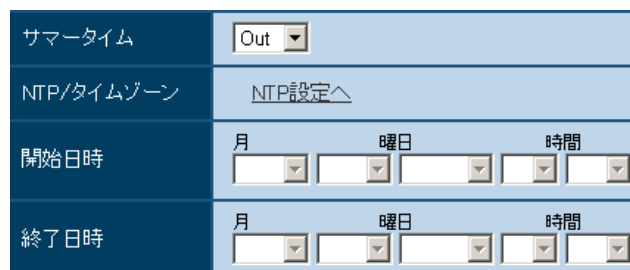 サマータイム Out
NTP/タイムゾーン NTP設定へ
月 曜日 時間
開始日時
月 曜日 時間
終了日時